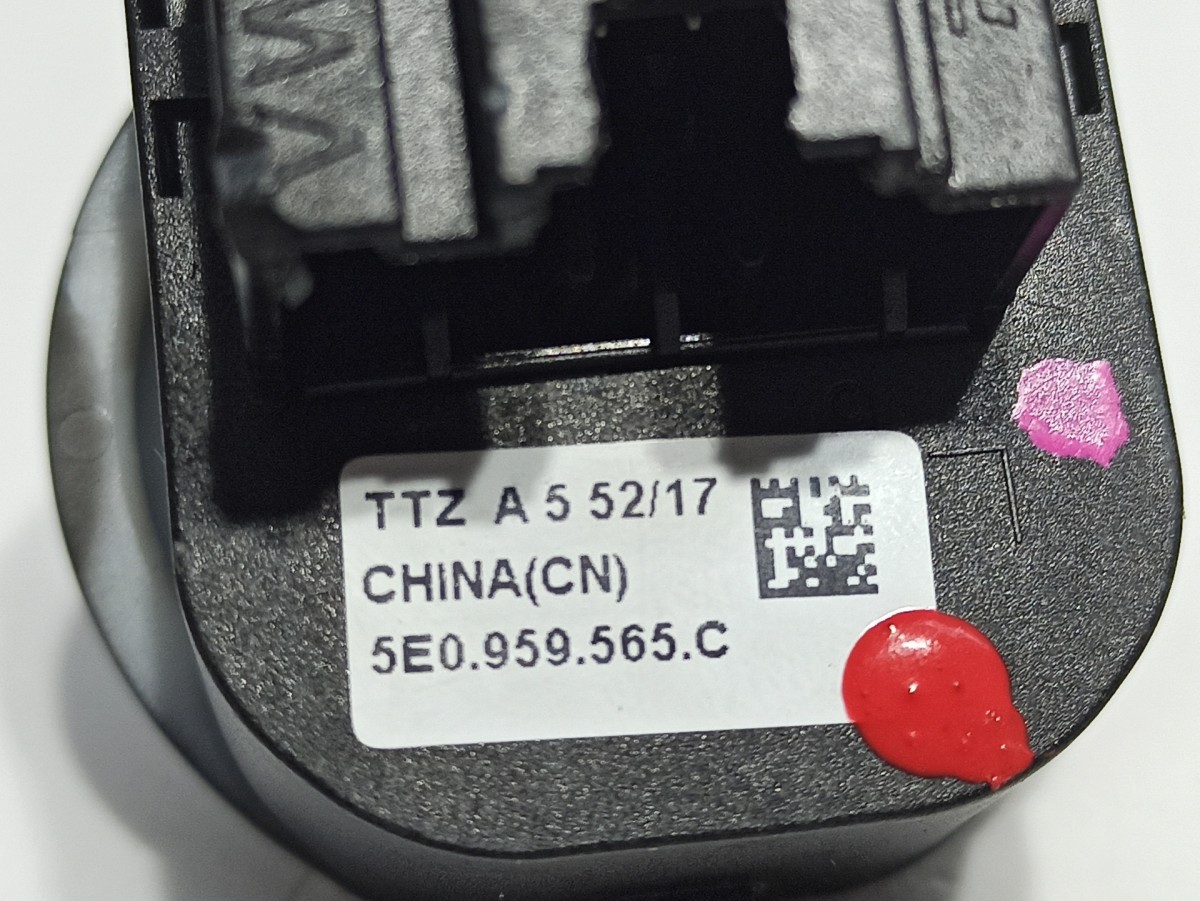 TTZ A 5 52/17
CHINA(CN)
5E0.959.565.C